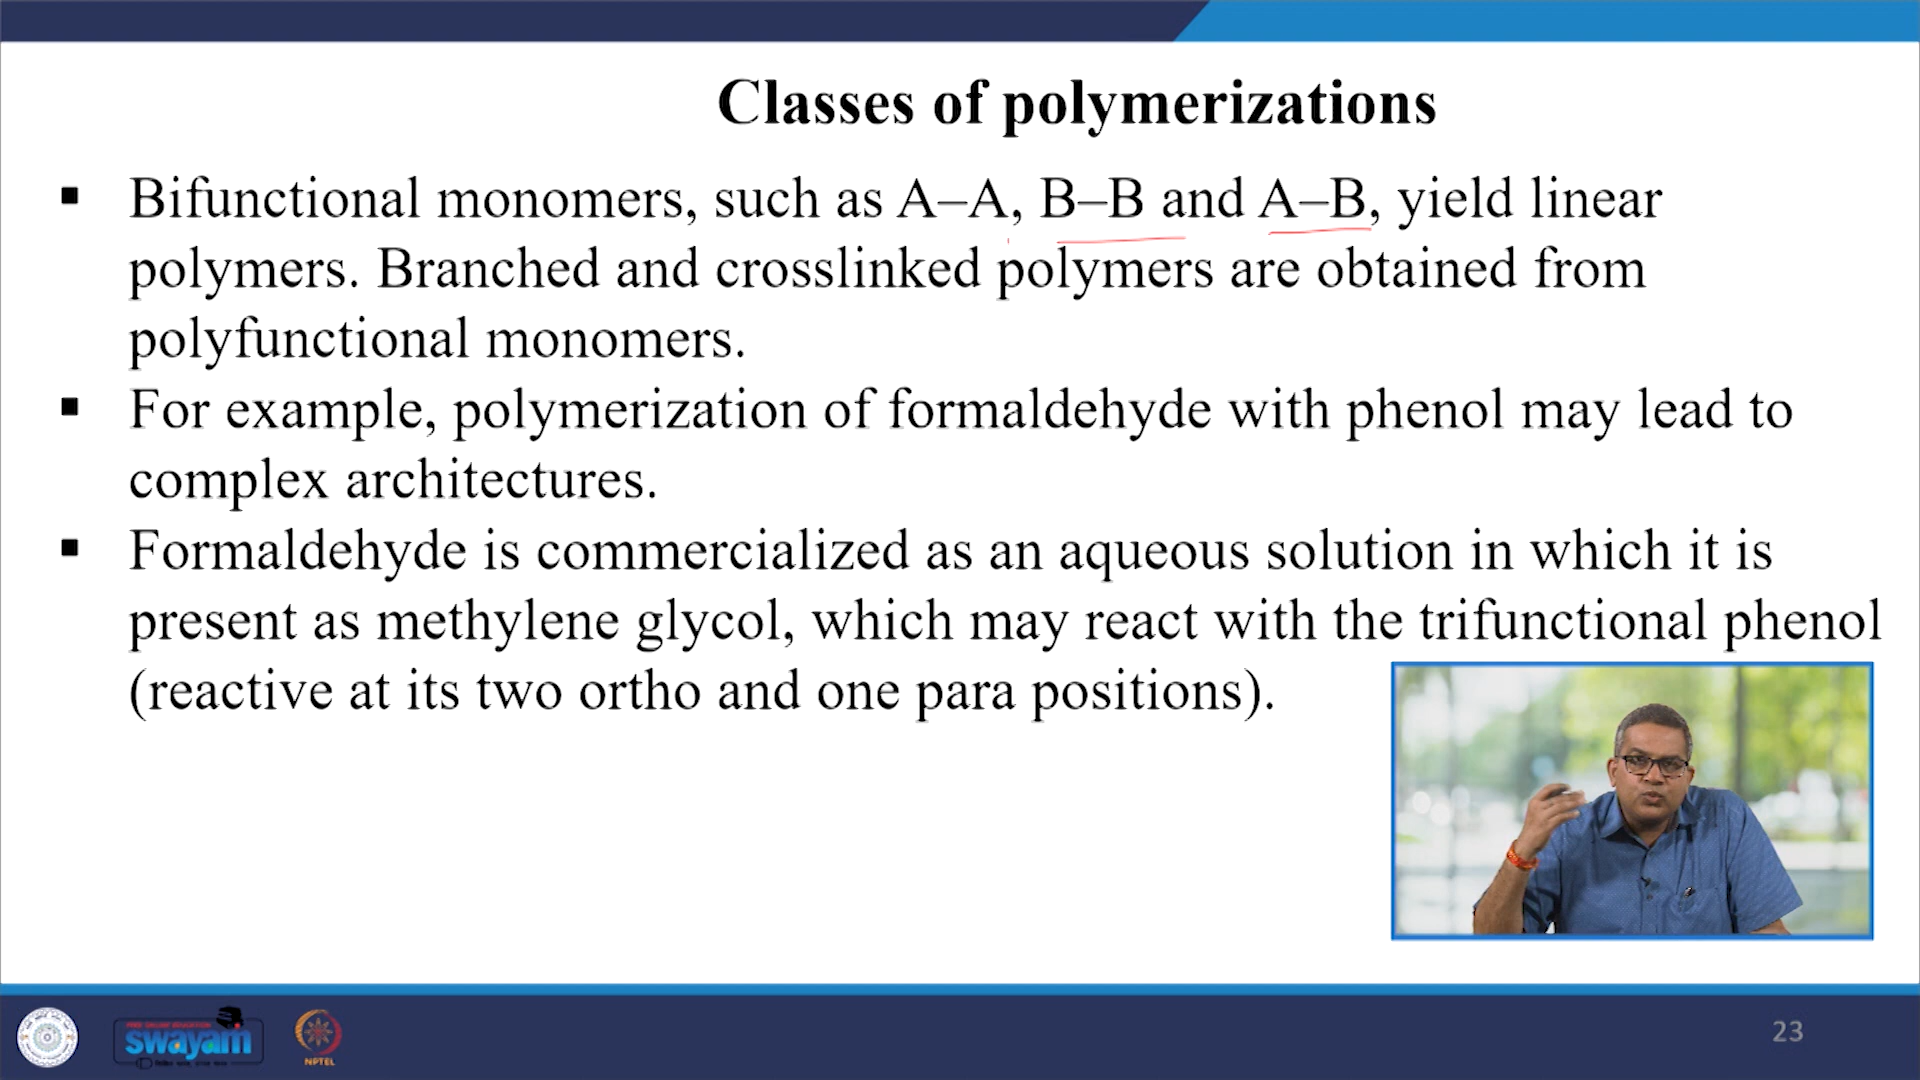 Classes of polymerizations
▪ Bifunctional monomers, such as A–A, B–B and A–B, yield linear
polymers. Branched and crosslinked polymers are obtained from
polyfunctional monomers.
▪ For example, polymerization of formaldehyde with phenol may lead to
complex architectures.
▪ Formaldehyde is commercialized as an aqueous solution in which it is
present as methylene glycol, which may react with the trifunctional phenol
(reactive at its two ortho and one para positions).
FREE ONLINE EDUCATION
swayam
NPTEL
23